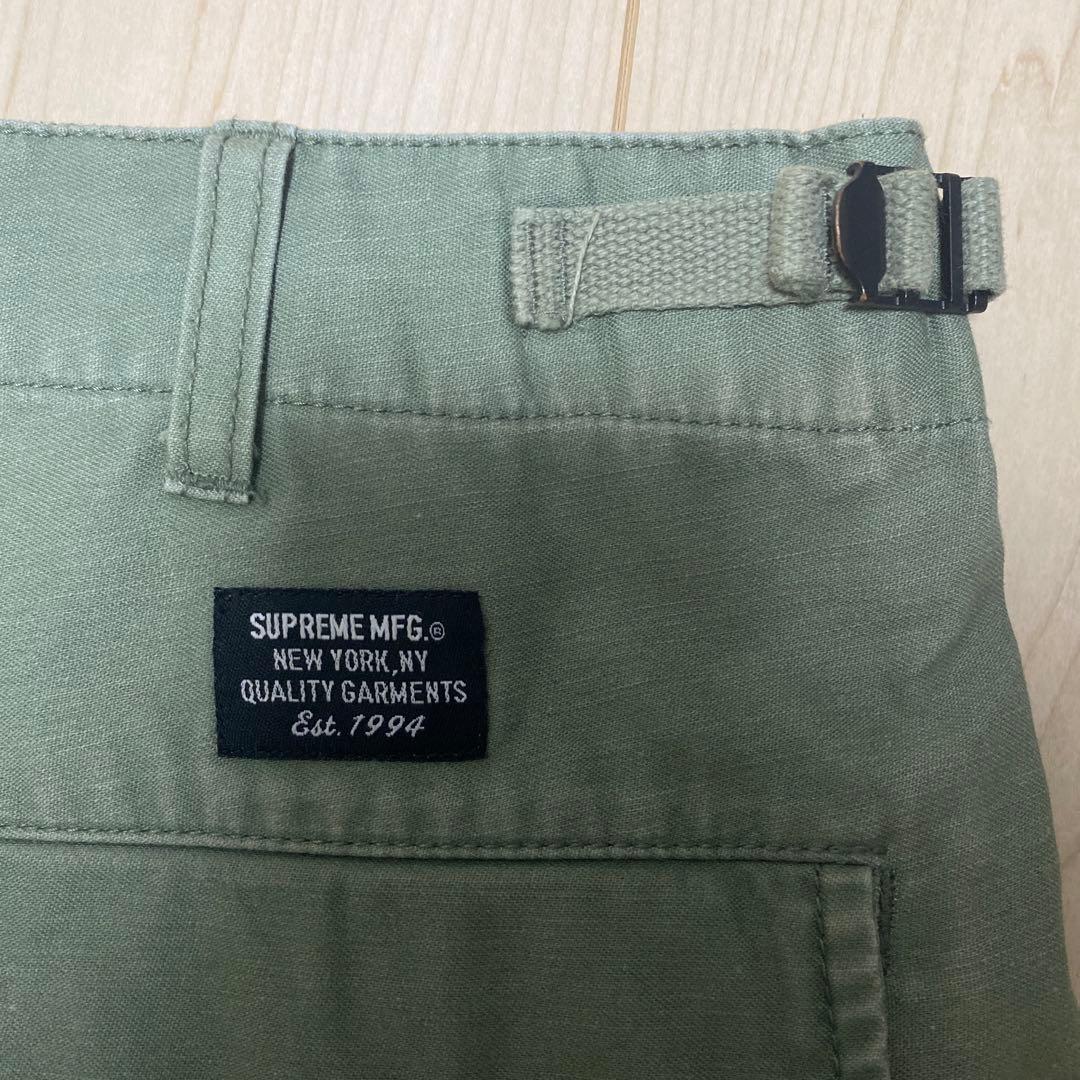 SUPREME MFG.®
NEW YORK,NY
QUALITY GARMENTS
Est. 1994